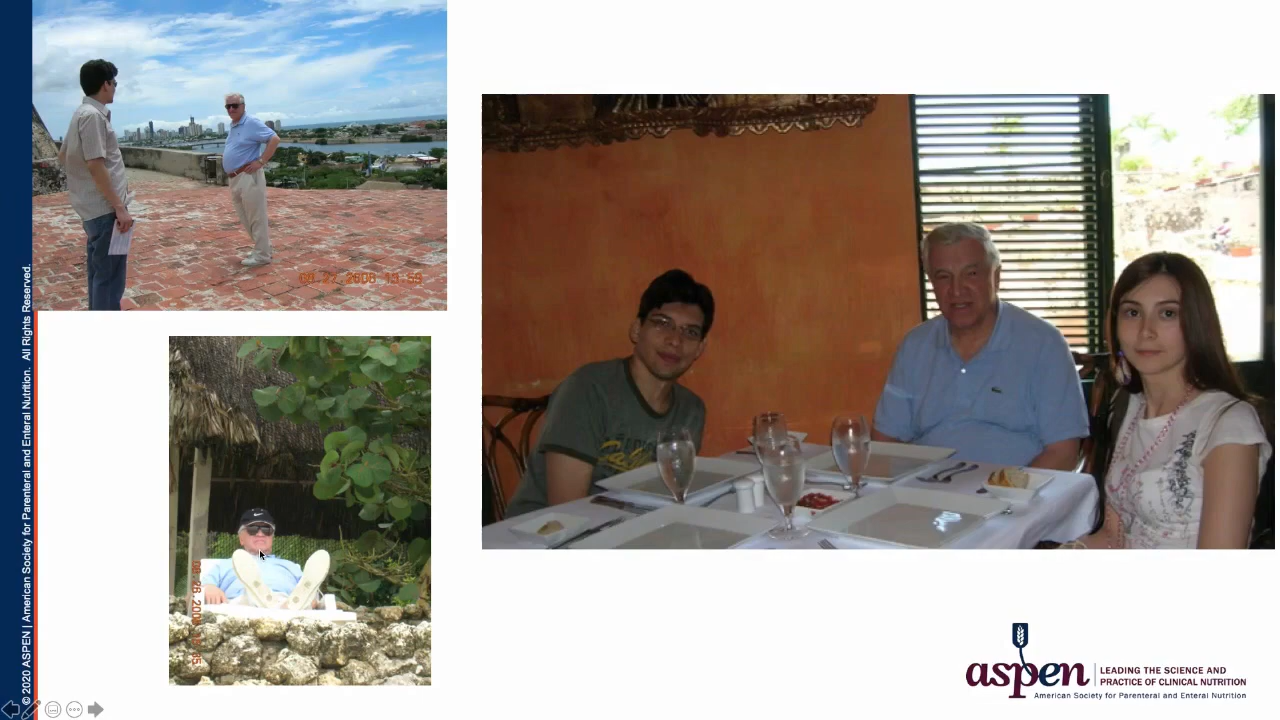 © 2020 ASPEN | American Society for Parenteral and Enteral Nutrition. All Rights Reserved.
aspen
LEADING THE SCIENCE AND
PRACTICE OF CLINICAL NUTRITION
American Society for Parenteral and Enteral Nutrition